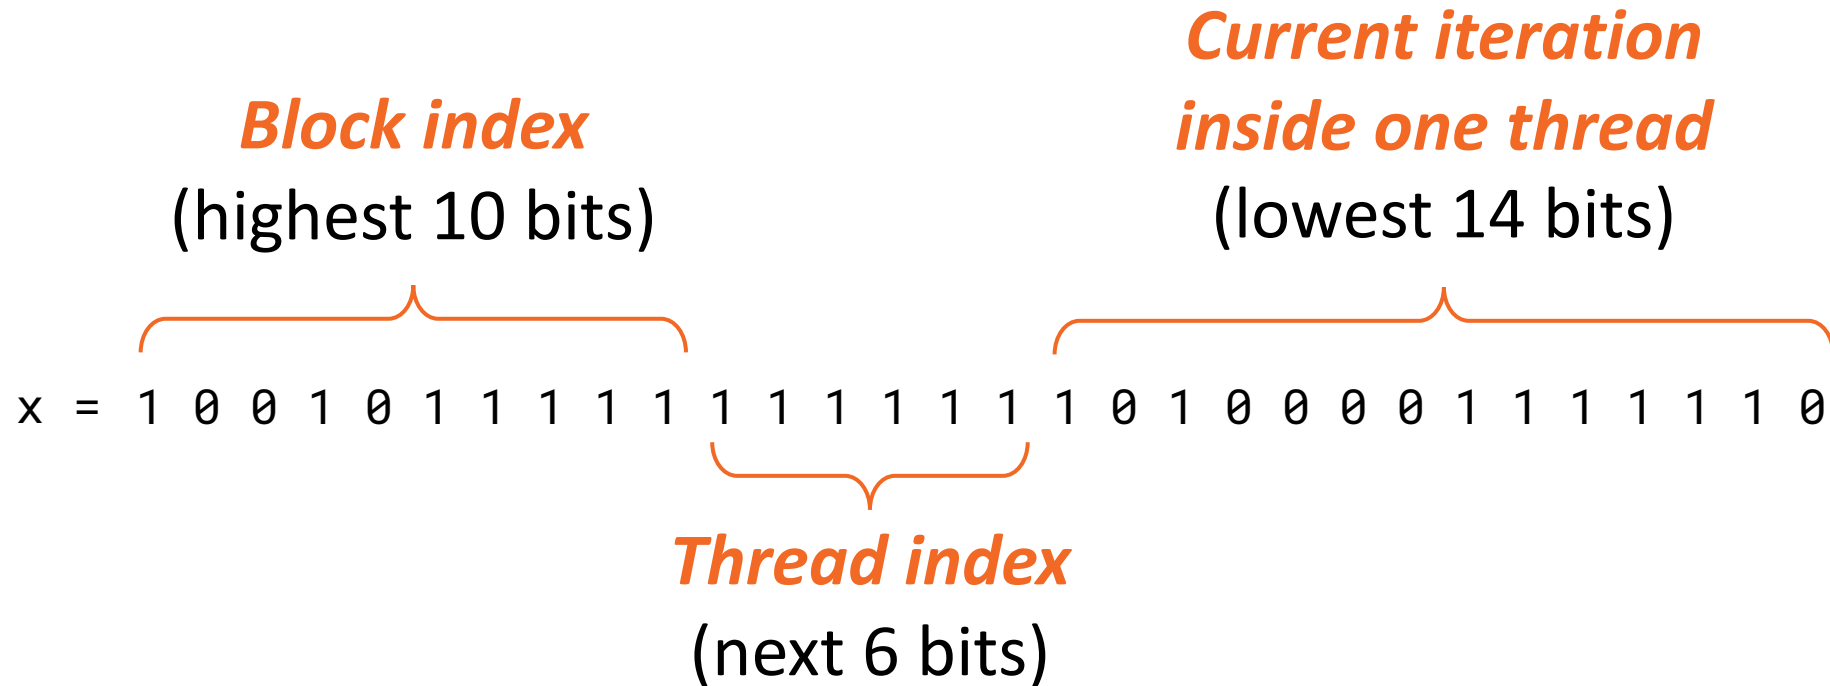 Current iteration
inside one thread
Block index
(highest 10 bits)
(lowest 14 bits)
x = 1 0 0 1 0 1 1 1 1 1 1 1 1 1 1 1 1 0 1 0 0 0 0 1 1 1 1 1 1 0
Thread index
(next 6 bits)